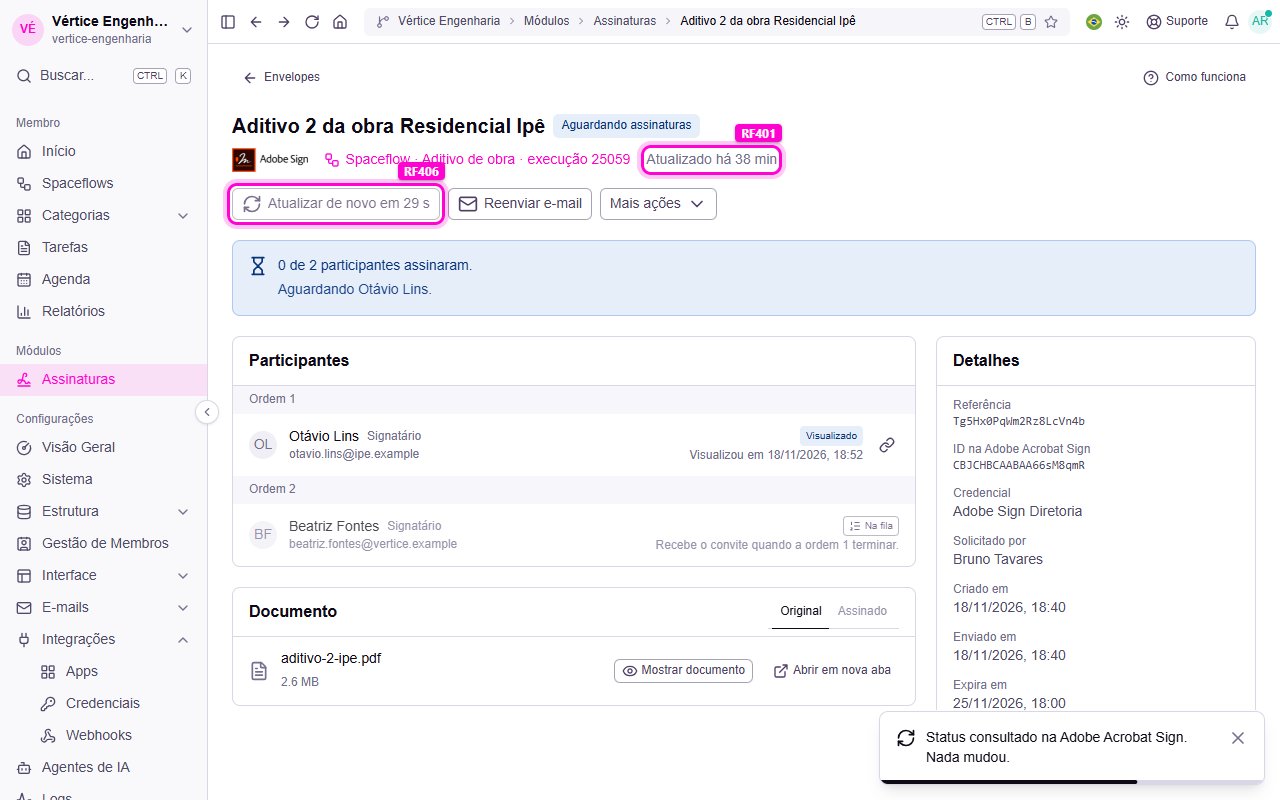 VÉ
Vértice Engenh...
vertice-engenharia
Vértice Engenharia
Módulos
Assinaturas
Aditivo 2 da obra Residencial Ipê
CTRL B
Suporte
AR
Buscar...
CTRL K
Membro
Início
Spaceflows
Categorias
Tarefas
Agenda
Relatórios
Módulos
Assinaturas
Configurações
Visão Geral
Sistema
Estrutura
Gestão de Membros
Interface
E-mails
Integrações
Apps
Credenciais
Webhooks
Agentes de IA
Logs
Envelopes
Como funciona
Aditivo 2 da obra Residencial Ipê
Aguardando assinaturas
RF401
Adobe Sign
Spaceflow · Aditivo de obra · execução 25059
Atualizado há 38 min
RF406
Atualizar de novo em 29 s
Reenviar e-mail
Mais ações
0 de 2 participantes assinaram.
Aguardando Otávio Lins.
Participantes
Ordem 1
OL
Otávio Lins Signatário
otavio.lins@ipe.example
Visualizado
Visualizou em 18/11/2026, 18:52
Ordem 2
BF
Beatriz Fontes Signatário
beatriz.fontes@vertice.example
Na fila
Recebe o convite quando a ordem 1 terminar.
Documento
Original
Assinado
aditivo-2-ipe.pdf
2.6 MB
Mostrar documento
Abrir em nova aba
Detalhes
Referência
Tg5Hx0PqWm2Rz8LcVn4b
ID na Adobe Acrobat Sign
CBJCHBCAABAA66sM8qmR
Credencial
Adobe Sign Diretoria
Solicitado por
Bruno Tavares
Criado em
18/11/2026, 18:40
Enviado em
18/11/2026, 18:40
Expira em
25/11/2026, 18:00
Status consultado na Adobe Acrobat Sign.
Nada mudou.